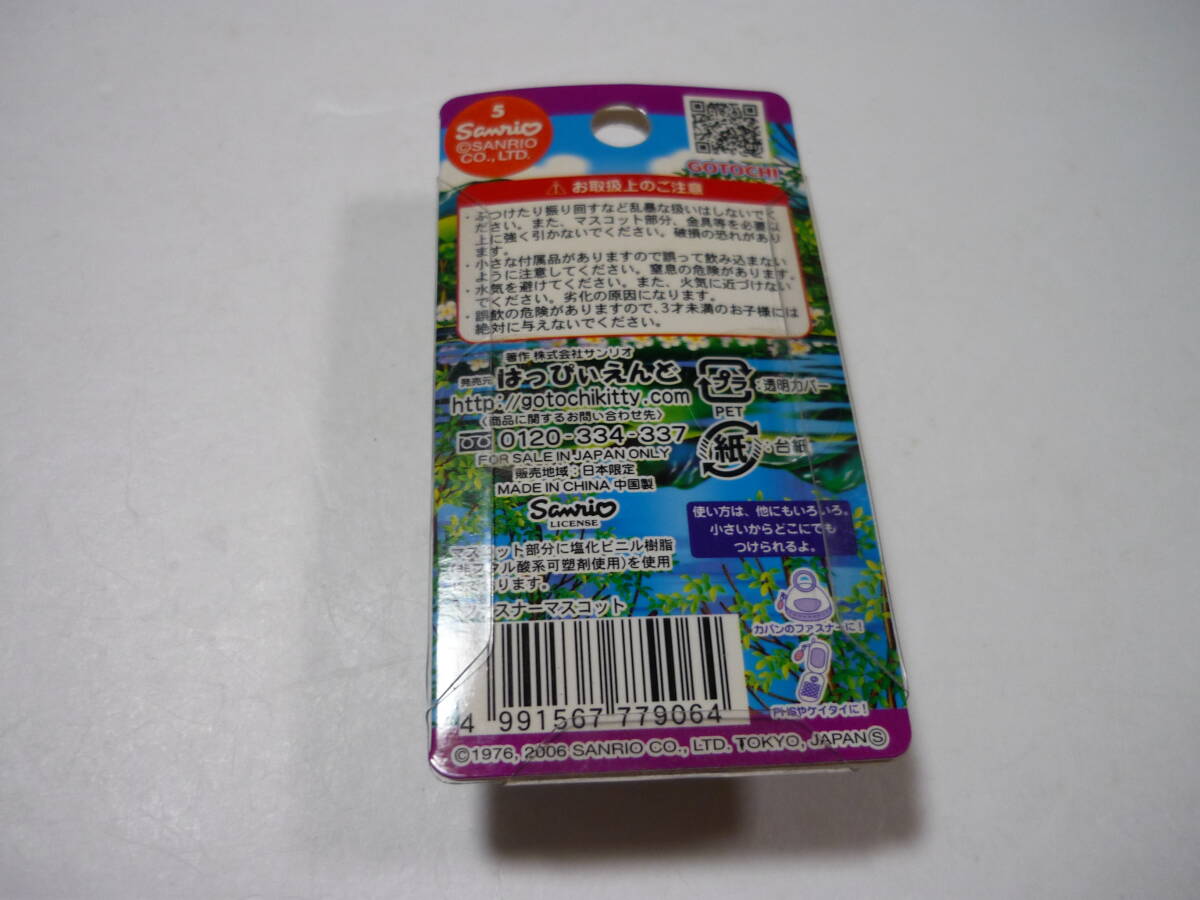 5
Sanrio
©SANRIO
CO., LTD.
GOTOCHI
お取扱上のご注意
・ぶつけたり振り回すなど乱暴な扱いはしないでく
ださい。また、マスコット部分、金具等を必要以
上に強く引かないでください。破損の恐れがあり
ます。
・小さな付属品がありますので誤って飲み込まない
ように注意してください。窒息の危険があります。
・水気を避けてください。また、火気に近づけない
でください。劣化の原因になります。
・誤飲の危険がありますので、3才未満のお子様には
絶対に与えないでください。
著作 株式会社サンリオ
発売元 はっぴぃえんど
http://gotochikitty.com
〈商品に関するお問い合わせ先〉
0120-334-337
FOR SALE IN JAPAN ONLY
販売地域：日本限定
MADE IN CHINA 中国製
Sanrio
LICENSE
プラ :透明カバー
PET
紙 :台紙
使い方は、他にもいろいろ。
小さいからどこにでも
つけられるよ。
マスコット部分に塩化ビニル樹脂
酸系可塑剤使用)を使用
ります。
スナーマスコット
カバンのファスナーに!
PHSやケイタイに!
4 991567 779064
©1976, 2006 SANRIO CO., LTD. TOKYO, JAPAN Ⓢ